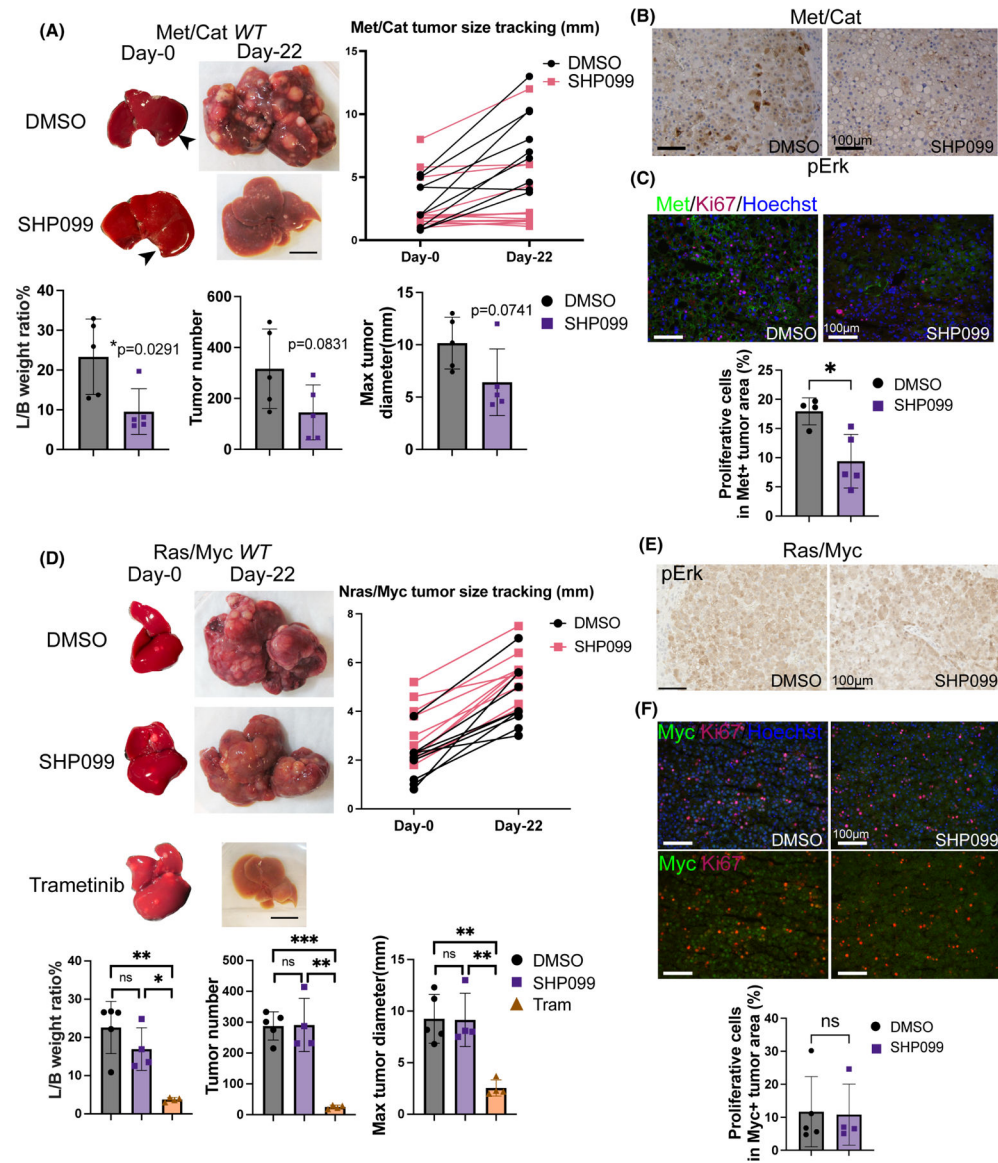 (A)
Met/Cat WT
Day-0
Day-22
DMSO
SHP099
Met/Cat tumor size tracking (mm)
15
10
5
0
Day-0
Day-22
DMSO
SHP099
L/B weight ratio%
40
30
20
10
0
*p=0.0291
Tumor number
600
400
200
0
p=0.0831
Max tumor
diameter(mm)
15
10
5
0
p=0.0741
DMSO
SHP099
(B)
Met/Cat
DMSO
100µm
SHP099
pErk
(C)
Met/Ki67/Hoechst
DMSO
100µm
SHP099
Proliferative cells
in Met+ tumor area (%)
20
15
10
5
0
*
DMSO
SHP099
(D)
Ras/Myc WT
Day-0
Day-22
DMSO
SHP099
Trametinib
Nras/Myc tumor size tracking (mm)
8
6
4
2
0
Day-0
Day-22
DMSO
SHP099
L/B weight ratio%
40
30
20
10
0
**
ns
*
Tumor number
500
400
300
200
100
0
***
ns
**
Max tumor diameter(mm)
15
10
5
0
**
ns
**
DMSO
SHP099
Tram
(E)
Ras/Myc
pErk
DMSO
100µm
SHP099
(F)
Myc Ki67 Hoechst
DMSO
100µm
SHP099
Myc Ki67
Proliferative cells
in Myc+ tumor area (%)
40
30
20
10
0
ns
DMSO
SHP099